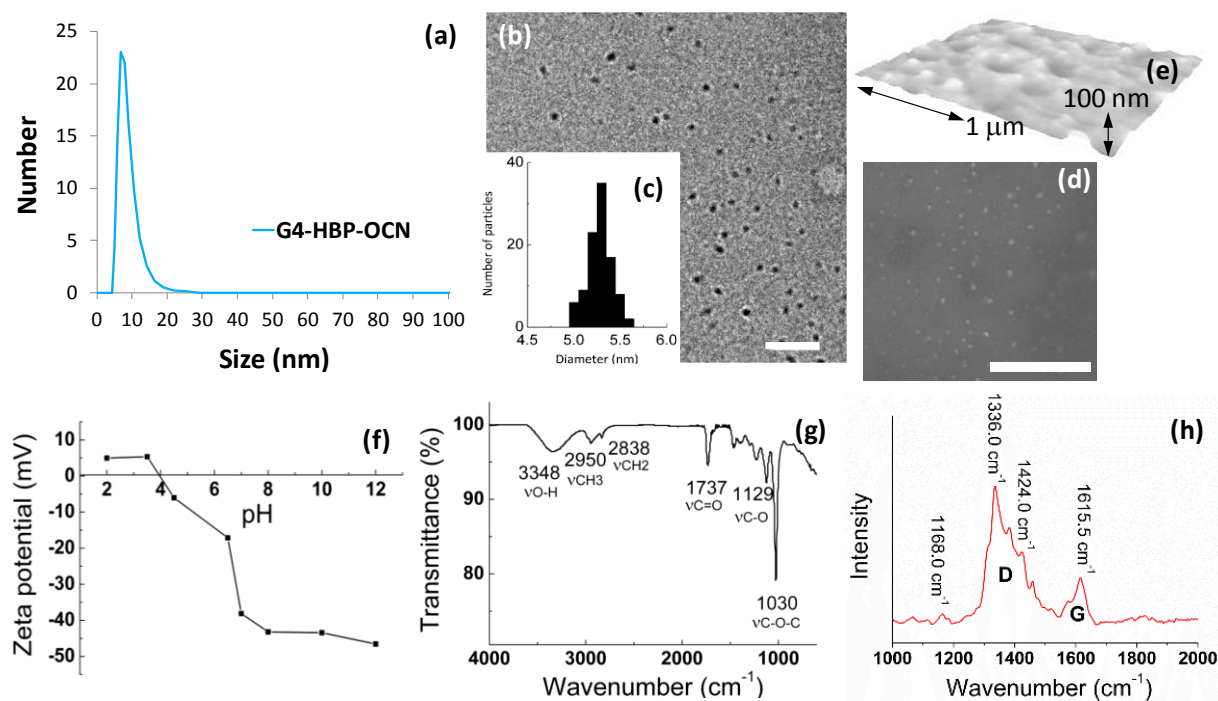 (a)
25
20
15
10
5
0
Number
G4-HBP-OCN
0 10 20 30 40 50 60 70 80 90 100
Size (nm)
(b)
(c)
40
20
0
Number of particles
4.5 5.0 5.5 6.0
Diameter (nm)
(e)
100 nm
1 μm
(d)
(f)
20
10
0
-10
-20
-30
-40
-50
Zeta potential (mV)
0 2 4 6 8 10 12 14
pH
(g)
100
90
80
Transmittance (%)
3348
νO-H
2950
νCH3
2838
νCH2
1737
νC=O
1129
νC-O
1030
νC-O-C
4000 3000 2000 1000
Wavenumber (cm-1)
(h)
Intensity
1168.0 cm-1
1336.0 cm-1
1424.0 cm-1
1615.5 cm-1
D
G
1000 1200 1400 1600 1800 2000
Wavenumber (cm-1)